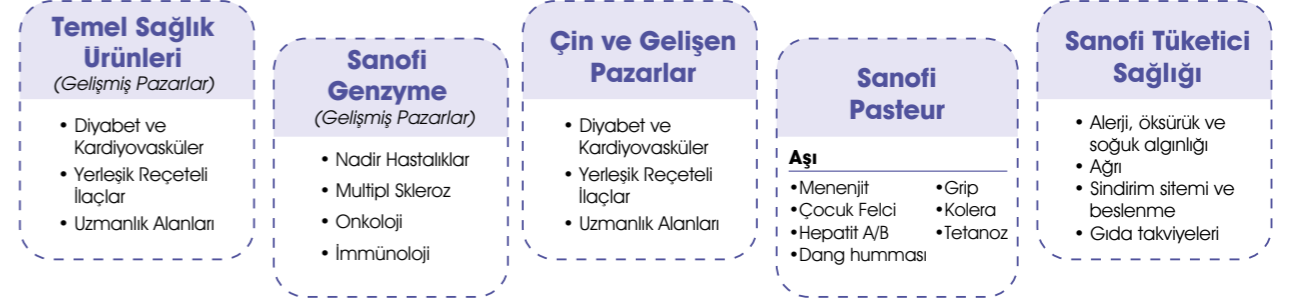 Temel Sağlık
Ürünleri
(Gelişmiş Pazarlar)
• Diyabet ve
Kardiyovasküler
• Yerleşik Reçeteli
İlaçlar
• Uzmanlık Alanları
Sanofi
Genzyme
(Gelişmiş Pazarlar)
• Nadir Hastalıklar
• Multipl Skleroz
• Onkoloji
• İmmünoloji
Çin ve Gelişen
Pazarlar
• Diyabet ve
Kardiyovasküler
• Yerleşik Reçeteli
İlaçlar
• Uzmanlık Alanları
Sanofi
Pasteur
Aşı
•Menenjit
•Çocuk Felci
•Hepatit A/B
•Dang humması
•Grip
•Kolera
•Tetanoz
Sanofi Tüketici
Sağlığı
• Alerji, öksürük ve
soğuk algınlığı
• Ağrı
• Sindirim sitemi ve
beslenme
• Gıda takviyeleri